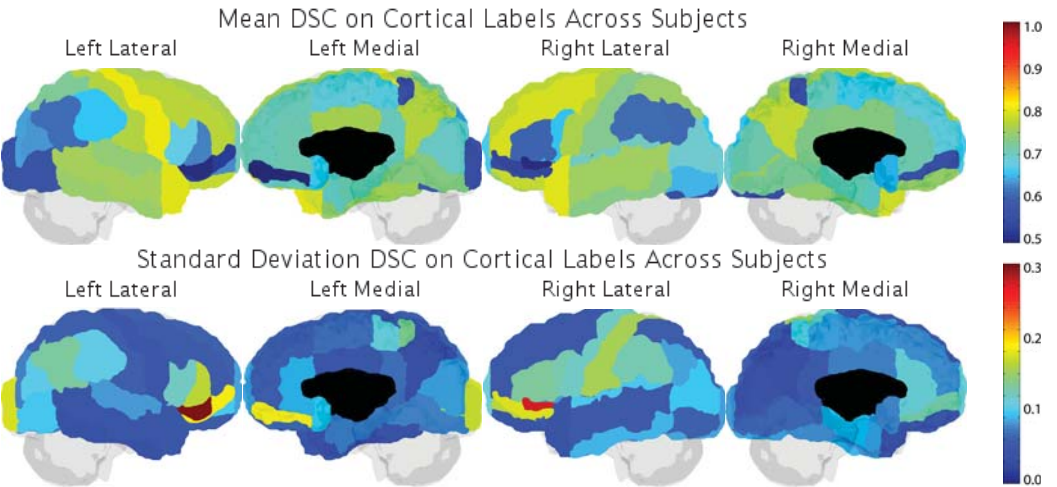 Mean DSC on Cortical Labels Across Subjects
Left Lateral Left Medial Right Lateral Right Medial
1.0
0.9
0.8
0.7
0.6
0.5
Standard Deviation DSC on Cortical Labels Across Subjects
Left Lateral Left Medial Right Lateral Right Medial
0.3
0.2
0.1
0.0